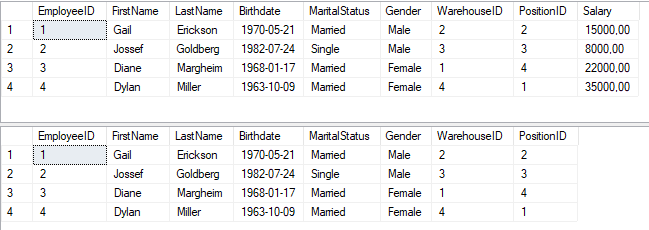 EmployeeID FirstName LastName Birthdate MaritalStatus Gender WarehouseID PositionID Salary
1 1 Gail Erickson 1970-05-21 Married Male 2 2 15000,00
2 2 Jossef Goldberg 1982-07-24 Single Male 3 3 8000,00
3 3 Diane Margheim 1968-01-17 Married Female 1 4 22000,00
4 4 Dylan Miller 1963-10-09 Married Female 4 1 35000,00
EmployeeID FirstName LastName Birthdate MaritalStatus Gender WarehouseID PositionID
1 1 Gail Erickson 1970-05-21 Married Male 2 2
2 2 Jossef Goldberg 1982-07-24 Single Male 3 3
3 3 Diane Margheim 1968-01-17 Married Female 1 4
4 4 Dylan Miller 1963-10-09 Married Female 4 1